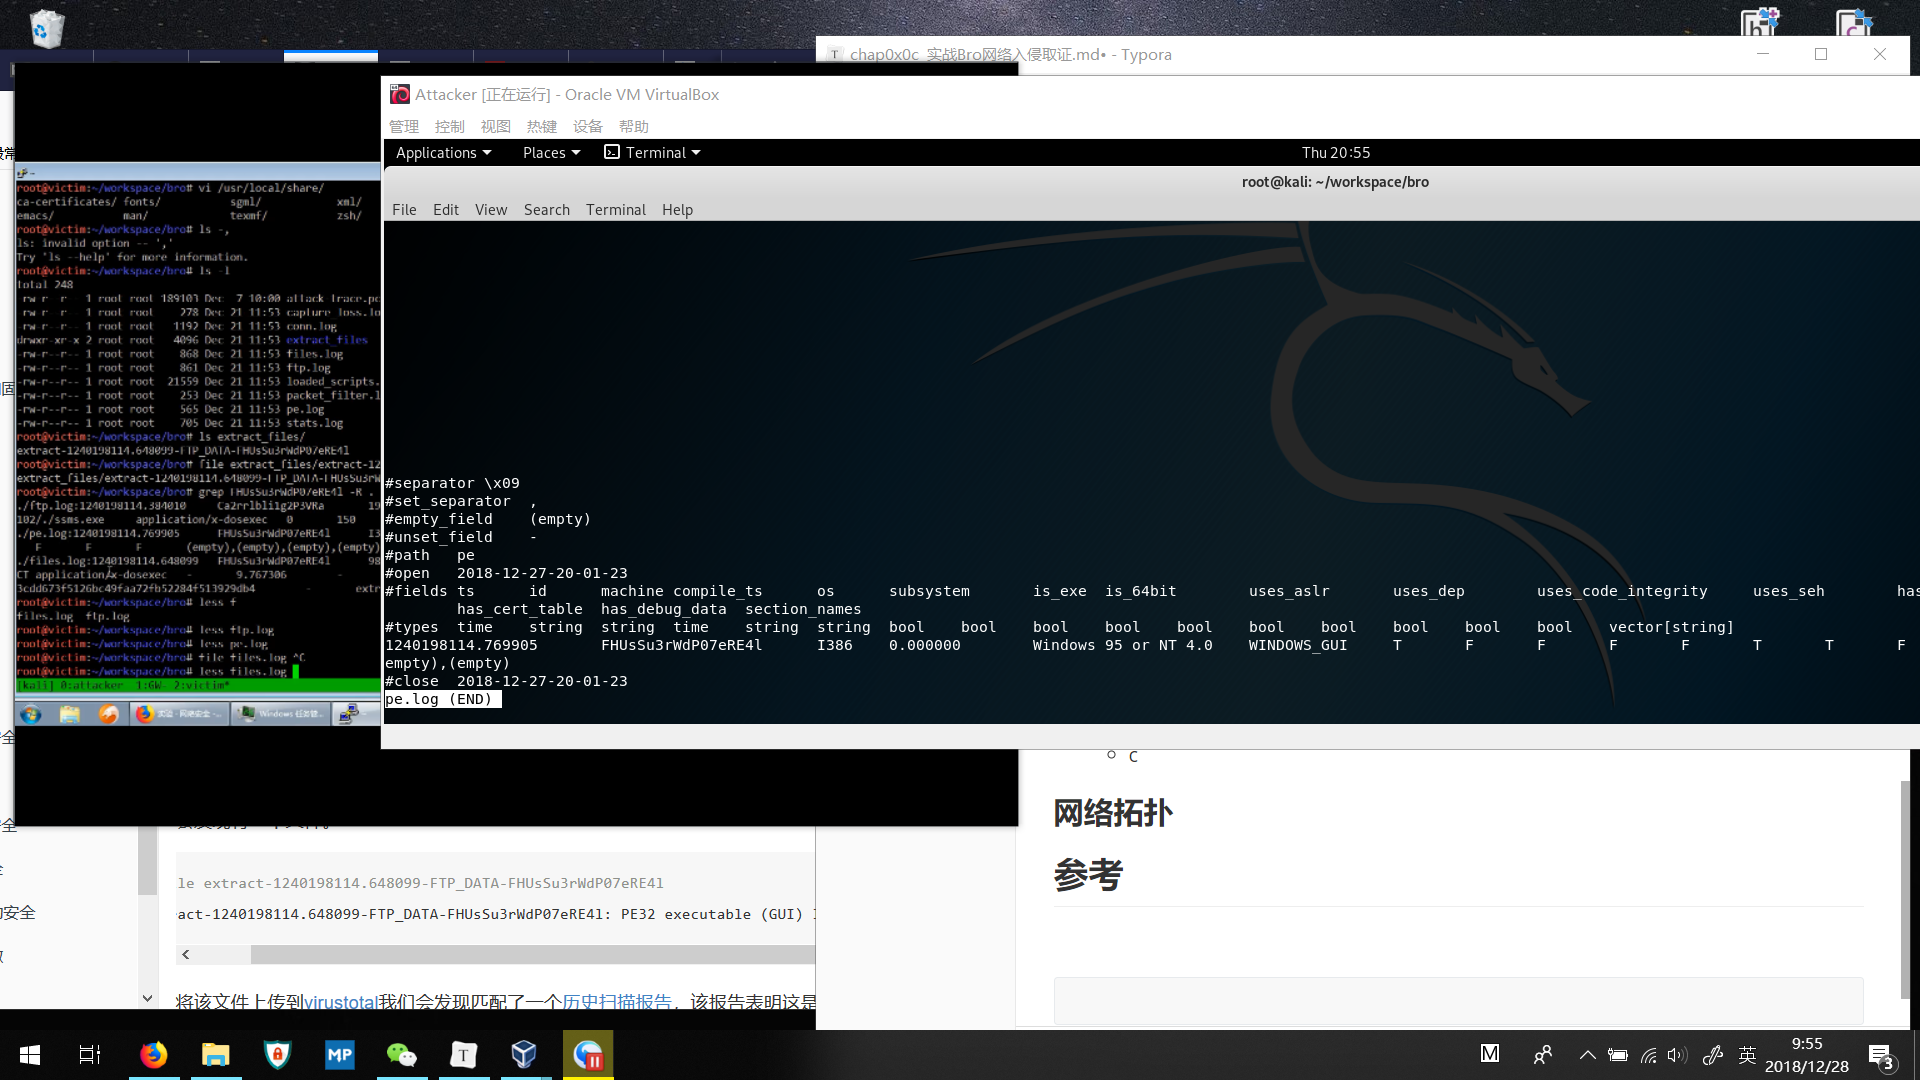 chap0x0c_实战Bro网络入侵取证.md• - Typora
Attacker [正在运行] - Oracle VM VirtualBox
管理 控制 视图 热键 设备 帮助
Applications Places Terminal Thu 20:55
root@kali: ~/workspace/bro
File Edit View Search Terminal Help
#separator \x09
#set_separator ,
#empty_field (empty)
#unset_field -
#path pe
#open 2018-12-27-20-01-23
#fields ts id machine compile_ts os subsystem is_exe is_64bit uses_aslr uses_dep uses_code_integrity uses_seh has
has_cert_table has_debug_data section_names
#types time string string time string string bool bool bool bool bool bool bool bool bool bool vector[string]
1240198114.769905 FHUsSu3rWdP07eRE4l I386 0.000000 Windows 95 or NT 4.0 WINDOWS_GUI T F F F F T T F
empty),(empty)
#close 2018-12-27-20-01-23
pe.log (END)
root@victim:~/workspace/bro# vi /usr/local/share/
ca-certificates/ fonts/ sgml/ xml/
emacs/ man/ texmf/ zsh/
root@victim:~/workspace/bro# ls -,
ls: invalid option -- ','
Try 'ls --help' for more information.
root@victim:~/workspace/bro# ls -l
total 248
-rw-r--r-- 1 root root 189103 Dec 7 10:00 attack-trace.pc
-rw-r--r-- 1 root root 278 Dec 21 11:53 capture_loss.lo
-rw-r--r-- 1 root root 1192 Dec 21 11:53 conn.log
drwxr-xr-x 2 root root 4096 Dec 21 11:53 extract_files
-rw-r--r-- 1 root root 868 Dec 21 11:53 files.log
-rw-r--r-- 1 root root 861 Dec 21 11:53 ftp.log
-rw-r--r-- 1 root root 21559 Dec 21 11:53 loaded_scripts.
-rw-r--r-- 1 root root 253 Dec 21 11:53 packet_filter.l
-rw-r--r-- 1 root root 565 Dec 21 11:53 pe.log
-rw-r--r-- 1 root root 705 Dec 21 11:53 stats.log
root@victim:~/workspace/bro# ls extract_files/
extract-1240198114.648099-FTP_DATA-FHUsSu3rWdP07eRE4l
root@victim:~/workspace/bro# file extract_files/extract-12
extract_files/extract-1240198114.648099-FTP_DATA-FHUsSu3rW
root@victim:~/workspace/bro# grep FHUsSu3rWdP07eRE4l -R .
./ftp.log:1240198114.384010 Ca2rrlbli1g2P3VRa 19
102/./ssms.exe application/x-dosexec 0 150
./pe.log:1240198114.769905 FHUsSu3rWdP07eRE4l I3
F F F (empty),(empty),(empty),(empty)
./files.log:1240198114.648099 FHUsSu3rWdP07eRE4l 98
CT application/x-dosexec - 9.767306 -
3cdd673f5126bc49faa72fb52284f513929db4 - extr
root@victim:~/workspace/bro# less f
files.log ftp.log
root@victim:~/workspace/bro# less ftp.log
root@victim:~/workspace/bro# less pe.log
root@victim:~/workspace/bro# file files.log ^C
root@victim:~/workspace/bro# less files.log
[kali] 0:attacker 1:GW- 2:victim*
C
网络拓扑
参考
le extract-1240198114.648099-FTP_DATA-FHUsSu3rWdP07eRE4l
act-1240198114.648099-FTP_DATA-FHUsSu3rWdP07eRE4l: PE32 executable (GUI)
将该文件上传到virustotal我们会发现匹配了一个历史扫描报告，该报告表明这是
安全
MP
英
9:55
2018/12/28
3